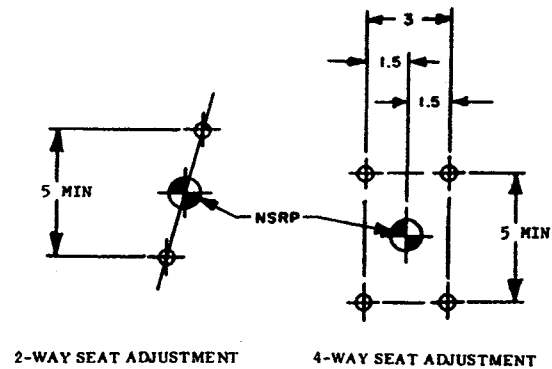 3
1.5
1.5
5 MIN
NSRP
5 MIN
2-WAY SEAT ADJUSTMENT
4-WAY SEAT ADJUSTMENT